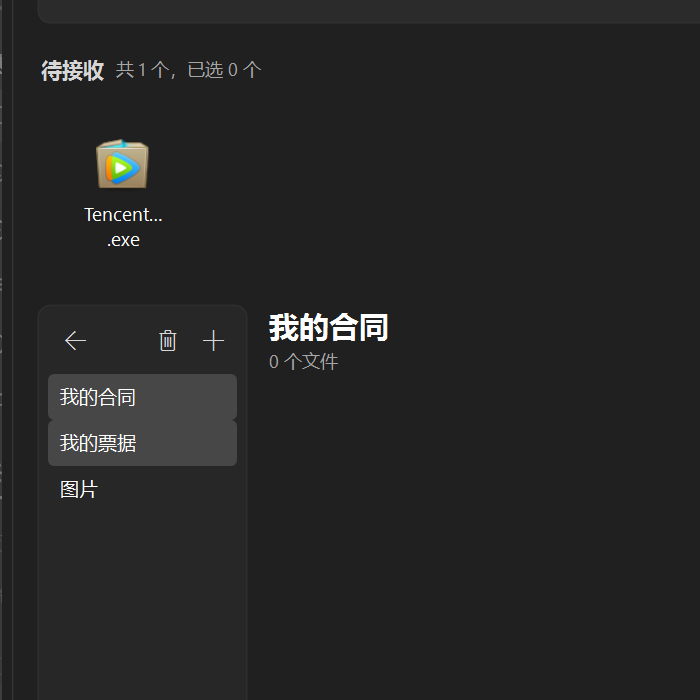 待接收 共 1 个，已选 0 个
Tencent...
.exe
我的合同
0 个文件
我的合同
我的票据
图片